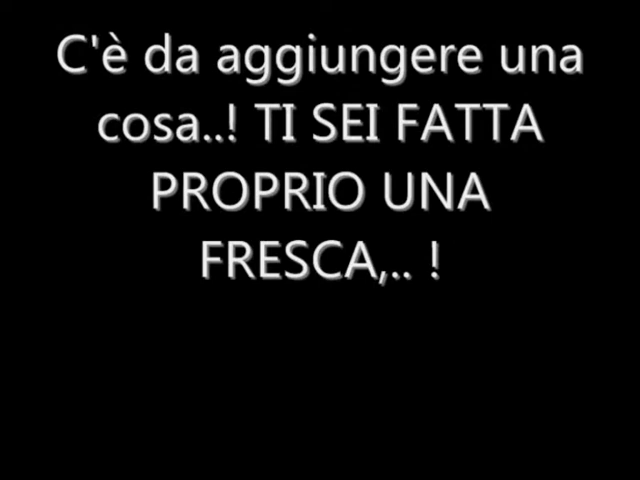 C'è da aggiungere una
cosa..! TI SEI FATTA
PROPRIO UNA
FRESCA,.. !